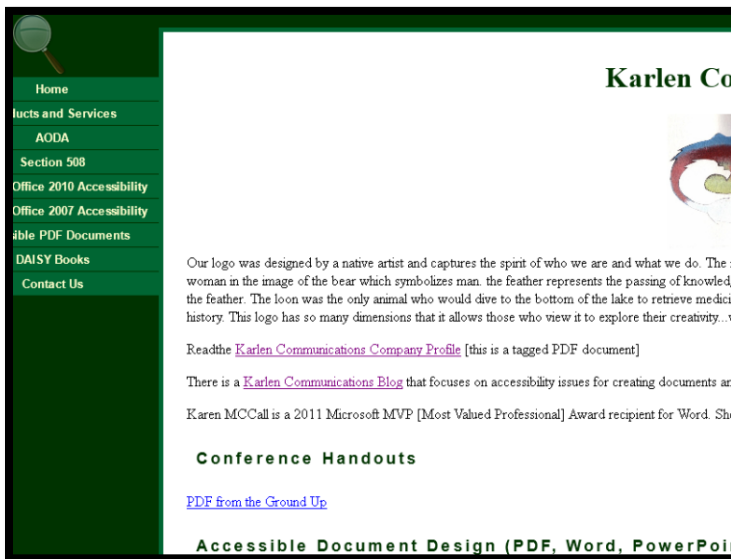 Karlen Co
Home
ucts and Services
AODA
Section 508
Office 2010 Accessibility
Office 2007 Accessibility
ible PDF Documents
DAISY Books
Contact Us
Our logo was designed by a native artist and captures the spirit of who we are and what we do. The
woman in the image of the bear which symbolizes man. the feather represents the passing of knowled
the feather. The loon was the only animal who would dive to the bottom of the lake to retrieve medici
history. This logo has so many dimensions that it allows those who view it to explore their creativity...
Readthe Karlen Communications Company Profile [this is a tagged PDF document]
There is a Karlen Communications Blog that focuses on accessibility issues for creating documents an
Karen MCCall is a 2011 Microsoft MVP [Most Valued Professional] Award recipient for Word. Sh
Conference Handouts
PDF from the Ground Up
Accessible Document Design (PDF, Word, PowerPoi